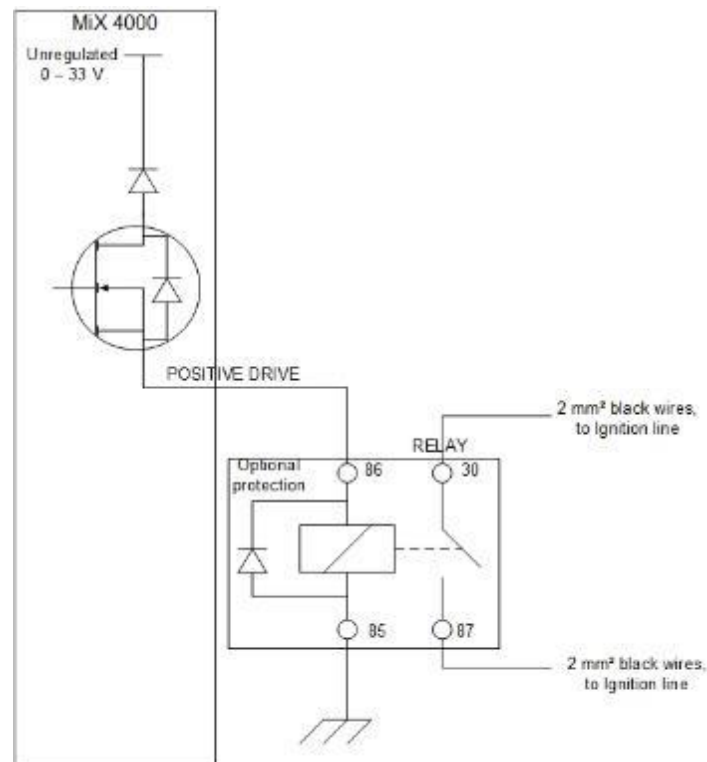 MiX 4000
Unregulated
0 – 33 V
POSITIVE DRIVE
2 mm² black wires,
to Ignition line
RELAY
Optional
protection
86
30
85
87
2 mm² black wires,
to Ignition line